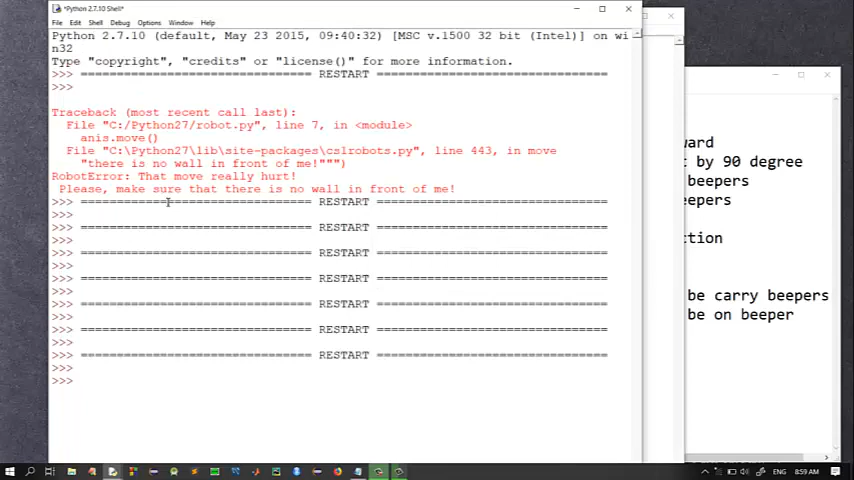 *Python 2.7.10 Shell*
File Edit Shell Debug Options Window Help
Python 2.7.10 (default, May 23 2015, 09:40:32) [MSC v.1500 32 bit (Intel)] on wi
n32
Type "copyright", "credits" or "license()" for more information.
>>> ================================ RESTART ================================
>>>
Traceback (most recent call last):
File "C:/Python27/robot.py", line 7, in <module>
anis.move()
File "C:\Python27\lib\site-packages\cs1robots.py", line 443, in move
"there is no wall in front of me!""")
RobotError: That move really hurt!
Please, make sure that there is no wall in front of me!
>>> ================================ RESTART ================================
>>>
>>> ================================ RESTART ================================
>>>
>>> ================================ RESTART ================================
>>>
>>> ================================ RESTART ================================
>>>
>>> ================================ RESTART ================================
>>>
>>> ================================ RESTART ================================
>>>
>>> ================================ RESTART ================================
>>>
>>>
ward
t by 90 degree
beepers
epers
ction
be carry beepers
be on beeper
ENG 8:59 AM